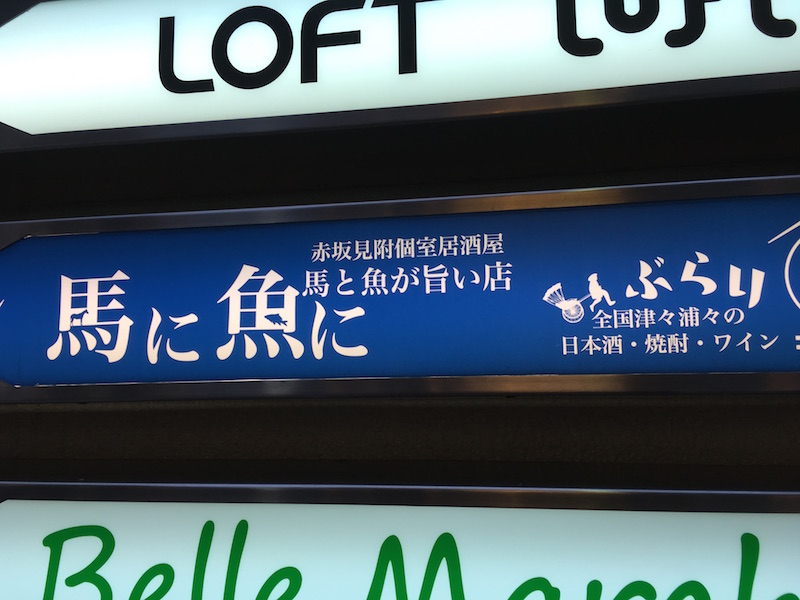 LOFT
赤坂見附個室居酒屋
馬と魚が旨い店
馬に魚に
ぶらり
全国津々浦々の
日本酒・焼酎・ワイン
Belle